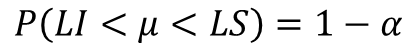 P(LI < μ < LS) = 1 − α